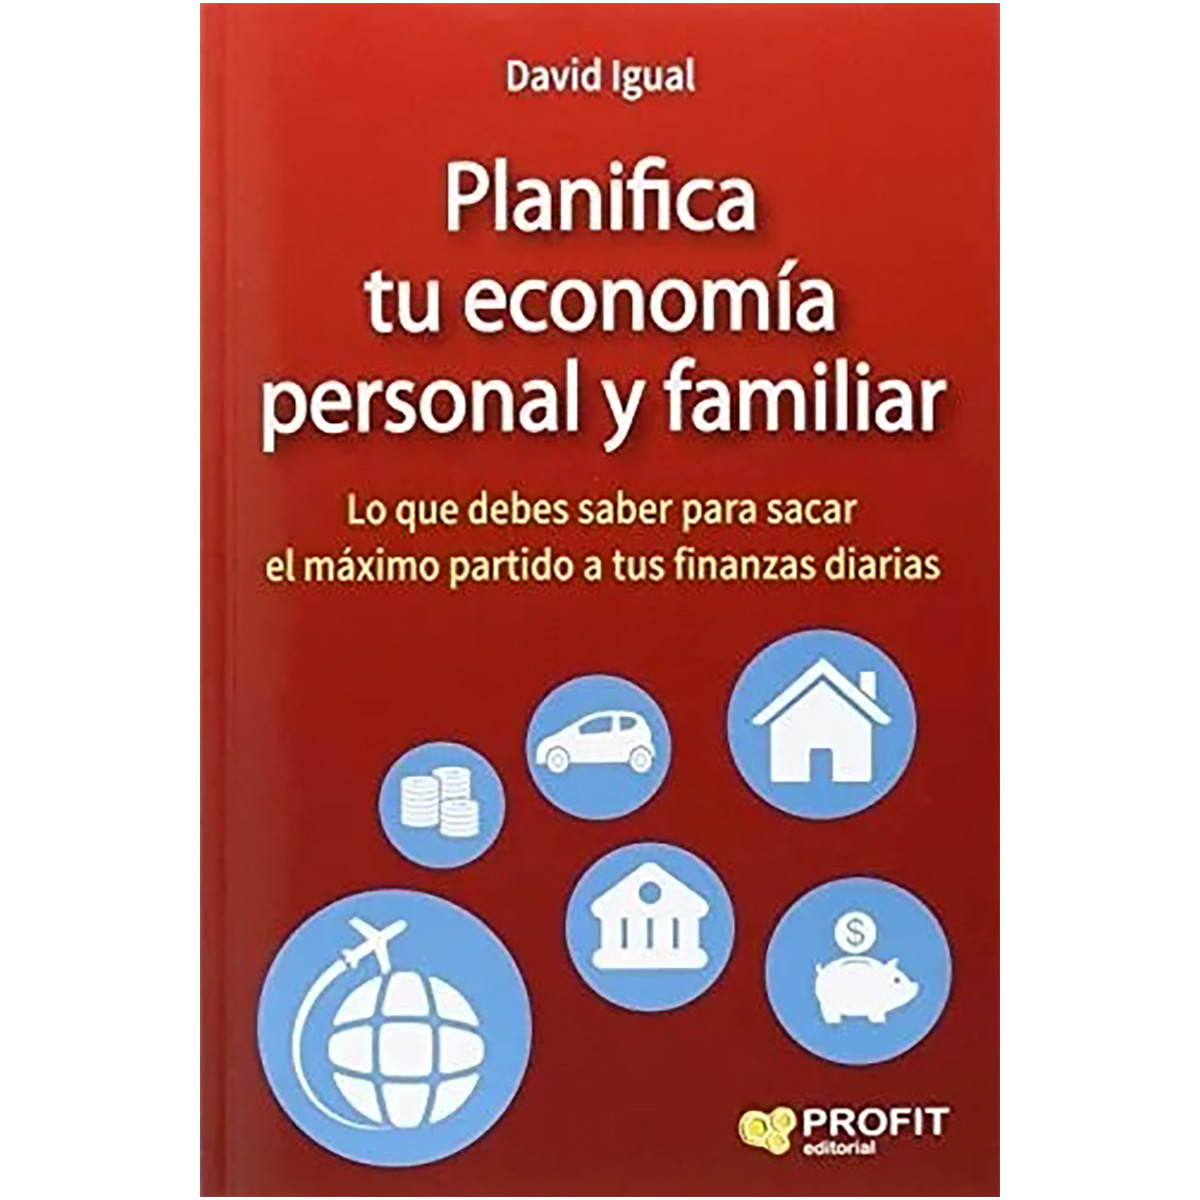 David Igual
Planifica
tu economía
personal y familiar
Lo que debes saber para sacar
el máximo partido a tus finanzas diarias
$
PROFIT
editorial